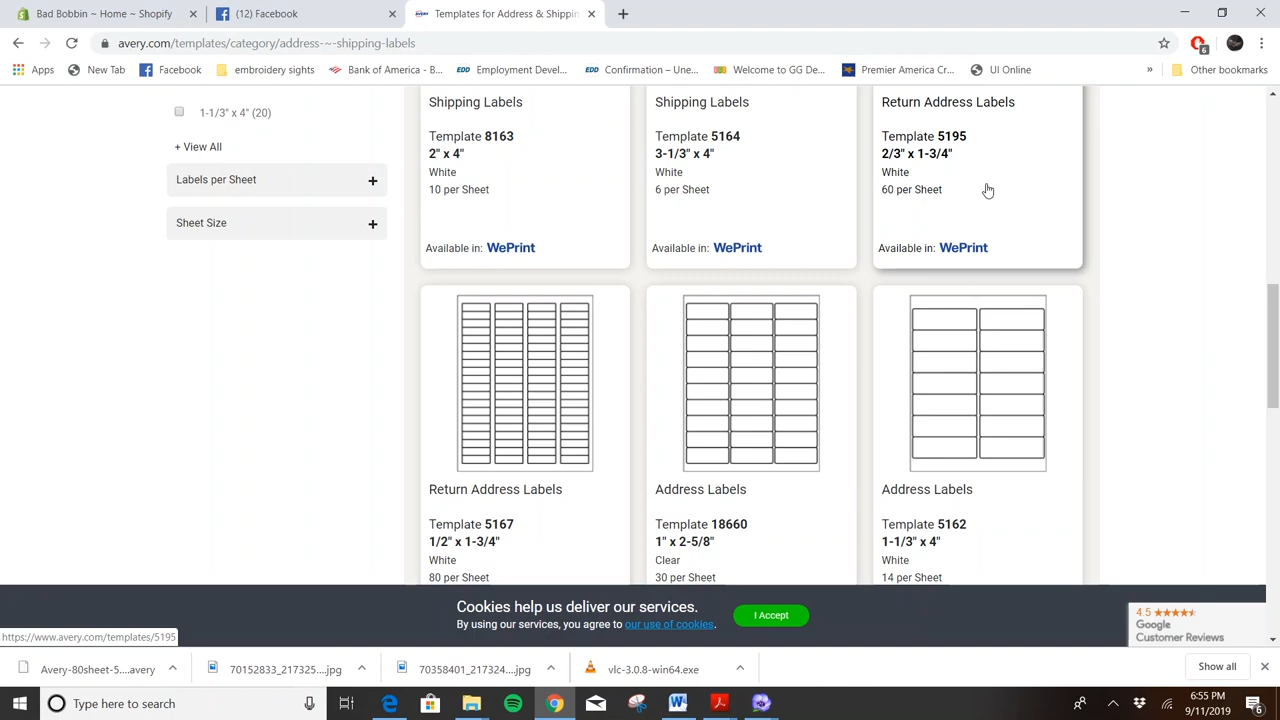 Bad Bobbin ~ Home ~ Shopify
(12) Facebook
Templates for Address & Shippin
avery.com/templates/category/address-~-shipping-labels
6
Apps
New Tab
Facebook
embroidery sights
Bank of America - B...
Employment Devel...
Confirmation – Une...
Welcome to GG De...
Premier America Cr...
UI Online
»
Other bookmarks
1-1/3" x 4" (20)
+ View All
Labels per Sheet +
Sheet Size +
Shipping Labels
Template 8163
2" x 4"
White
10 per Sheet
Available in: WePrint
Shipping Labels
Template 5164
3-1/3" x 4"
White
6 per Sheet
Available in: WePrint
Return Address Labels
Template 5195
2/3" x 1-3/4"
White
60 per Sheet
Available in: WePrint
Return Address Labels
Template 5167
1/2" x 1-3/4"
White
80 per Sheet
Address Labels
Template 18660
1" x 2-5/8"
Clear
30 per Sheet
Address Labels
Template 5162
1-1/3" x 4"
White
14 per Sheet
Cookies help us deliver our services.
By using our services, you agree to our use of cookies.
I Accept
4.5
Google
Customer Reviews
https://www.avery.com/templates/5195
Avery-80sheet-5....avery
70152833_217325....jpg
70358401_217324....jpg
vlc-3.0.8-win64.exe
Show all
Type here to search
6:55 PM
9/11/2019
6